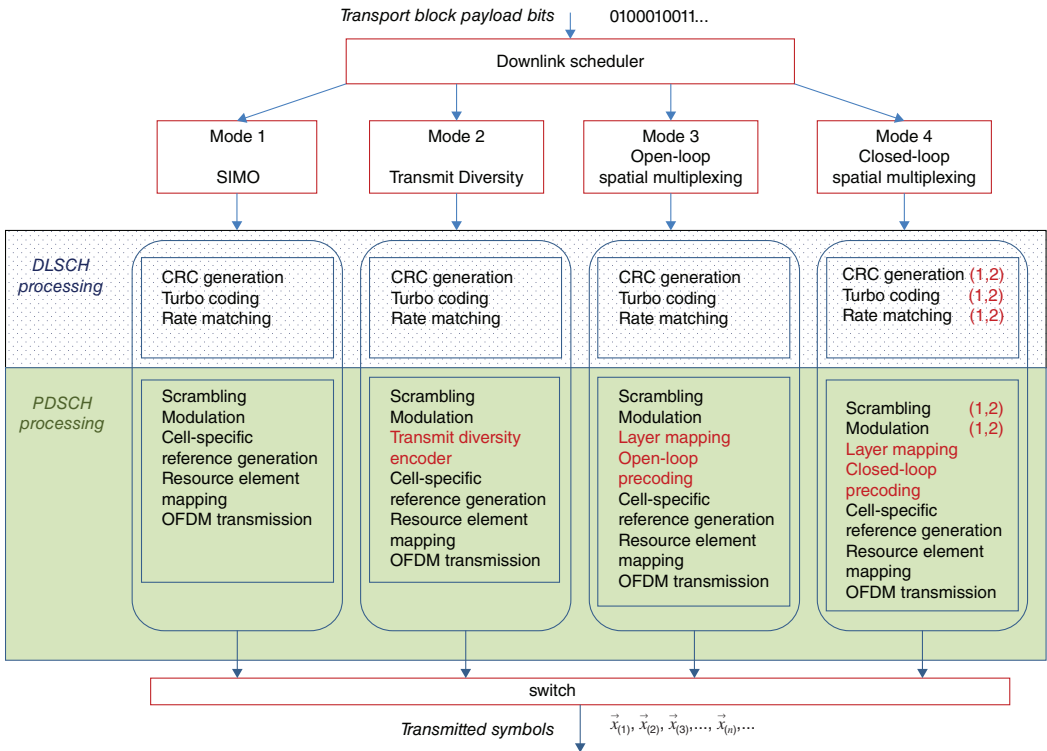 Transport block payload bits 0100010011...
Downlink scheduler
Mode 1
SIMO
Mode 2
Transmit Diversity
Mode 3
Open-loop
spatial multiplexing
Mode 4
Closed-loop
spatial multiplexing
DLSCH
processing
CRC generation
Turbo coding
Rate matching
CRC generation
Turbo coding
Rate matching
CRC generation
Turbo coding
Rate matching
CRC generation (1,2)
Turbo coding (1,2)
Rate matching (1,2)
PDSCH
processing
Scrambling
Modulation
Cell-specific
reference generation
Resource element
mapping
OFDM transmission
Scrambling
Modulation
Transmit diversity
encoder
Cell-specific
reference generation
Resource element
mapping
OFDM transmission
Scrambling
Modulation
Layer mapping
Open-loop
precoding
Cell-specific
reference generation
Resource element
mapping
OFDM transmission
Scrambling (1,2)
Modulation (1,2)
Layer mapping
Closed-loop
precoding
Cell-specific
reference generation
Resource element
mapping
OFDM transmission
switch
Transmitted symbols x⃗(1), x⃗(2), x⃗(3),..., x⃗(n),...